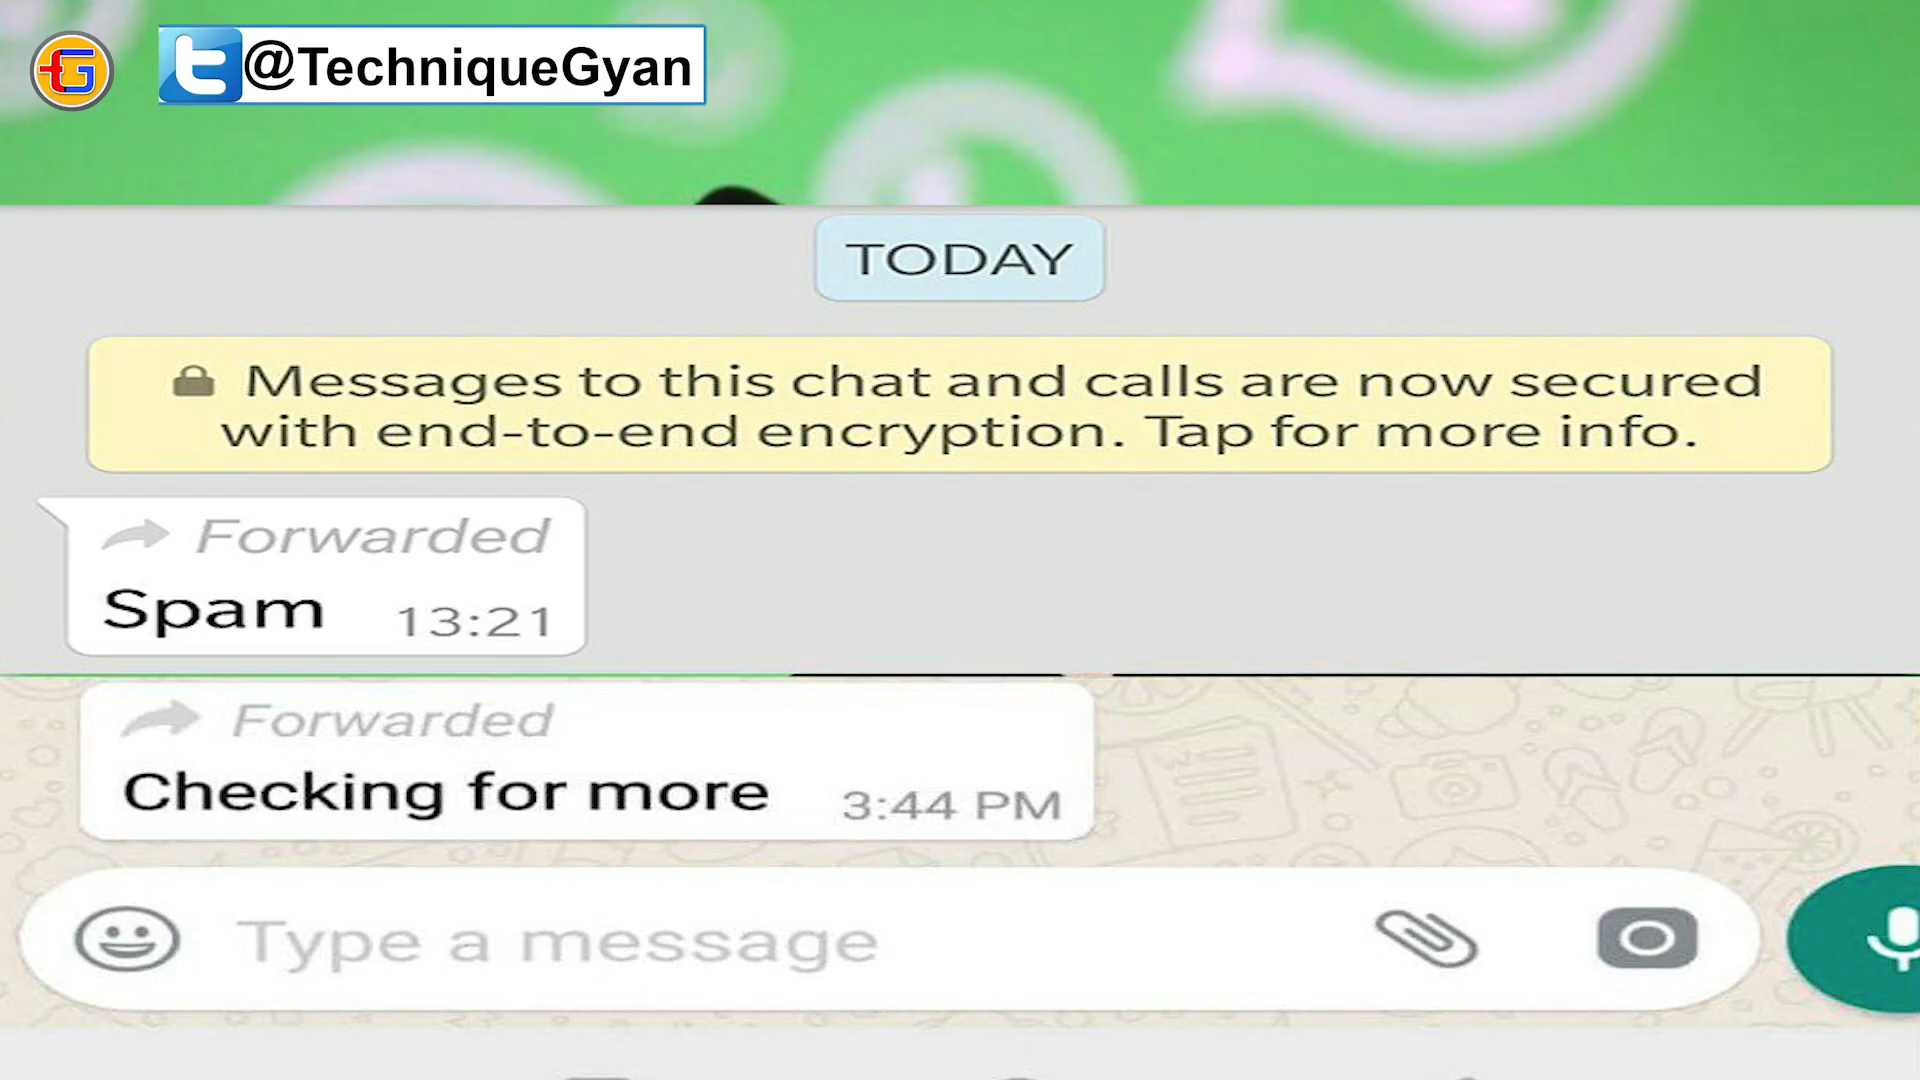 tG
@TechniqueGyan
TODAY
Messages to this chat and calls are now secured
with end-to-end encryption. Tap for more info.
Forwarded
Spam 13:21
Forwarded
Checking for more 3:44 PM
Type a message